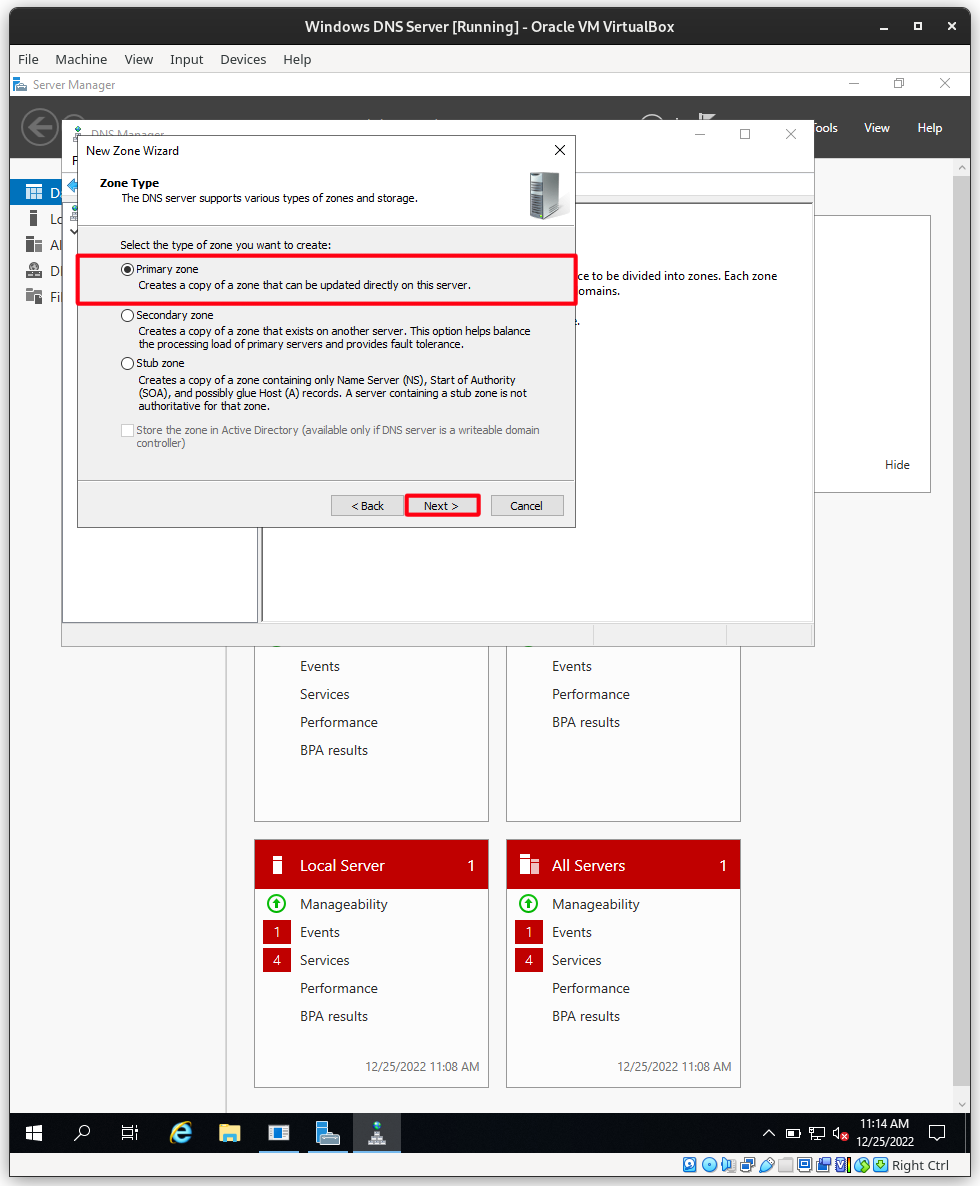 Windows DNS Server [Running] - Oracle VM VirtualBox
File Machine View Input Devices Help
Server Manager
Tools View Help
DNS Manager
New Zone Wizard
Zone Type
The DNS server supports various types of zones and storage.
Select the type of zone you want to create:
Primary zone
Creates a copy of a zone that can be updated directly on this server.
ce to be divided into zones. Each zone
omains.
Secondary zone
Creates a copy of a zone that exists on another server. This option helps balance
the processing load of primary servers and provides fault tolerance.
Stub zone
Creates a copy of a zone containing only Name Server (NS), Start of Authority
(SOA), and possibly glue Host (A) records. A server containing a stub zone is not
authoritative for that zone.
Store the zone in Active Directory (available only if DNS server is a writeable domain
controller)
Hide
< Back Next > Cancel
Events
Services
Performance
BPA results
Events
Performance
BPA results
Local Server 1
Manageability
1 Events
4 Services
Performance
BPA results
12/25/2022 11:08 AM
All Servers 1
Manageability
1 Events
4 Services
Performance
BPA results
12/25/2022 11:08 AM
11:14 AM
12/25/2022
Right Ctrl